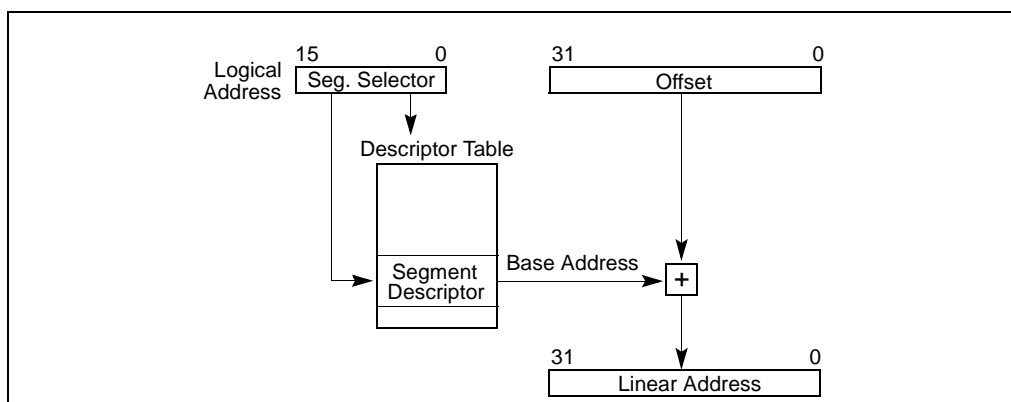 15 0
31 0
Logical
Address
Seg. Selector
Offset
Descriptor Table
Base Address
Segment
Descriptor
+
31 0
Linear Address